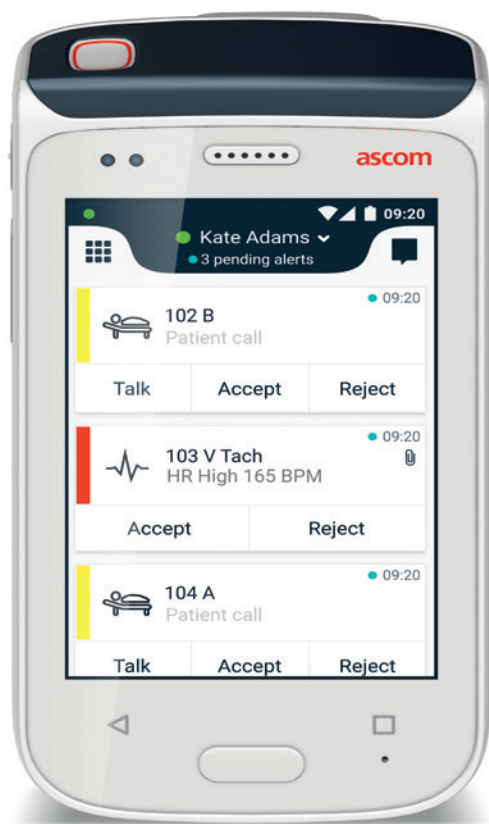 ascom
09:20
Kate Adams
3 pending alerts
09:20
102 B
Patient call
Talk Accept Reject
09:20
103 V Tach
HR High 165 BPM
Accept Reject
09:20
104 A
Patient call
Talk Accept Reject